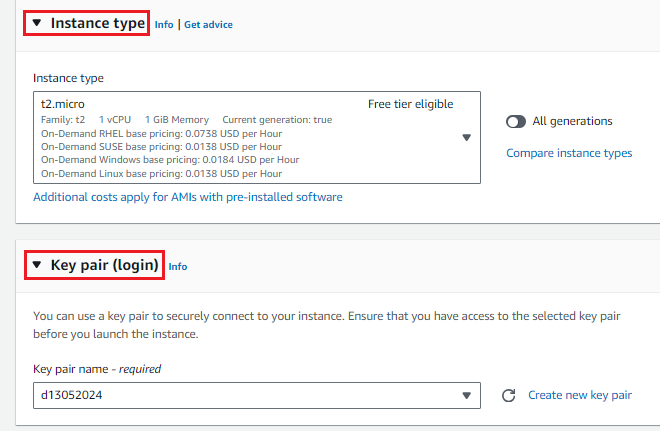 Instance type Info | Get advice
Instance type
t2.micro Free tier eligible
Family: t2 1 vCPU 1 GiB Memory Current generation: true
On-Demand RHEL base pricing: 0.0738 USD per Hour
On-Demand SUSE base pricing: 0.0138 USD per Hour
On-Demand Windows base pricing: 0.0184 USD per Hour
On-Demand Linux base pricing: 0.0138 USD per Hour
All generations
Compare instance types
Additional costs apply for AMIs with pre-installed software
Key pair (login) Info
You can use a key pair to securely connect to your instance. Ensure that you have access to the selected key pair
before you launch the instance.
Key pair name - required
d13052024
Create new key pair